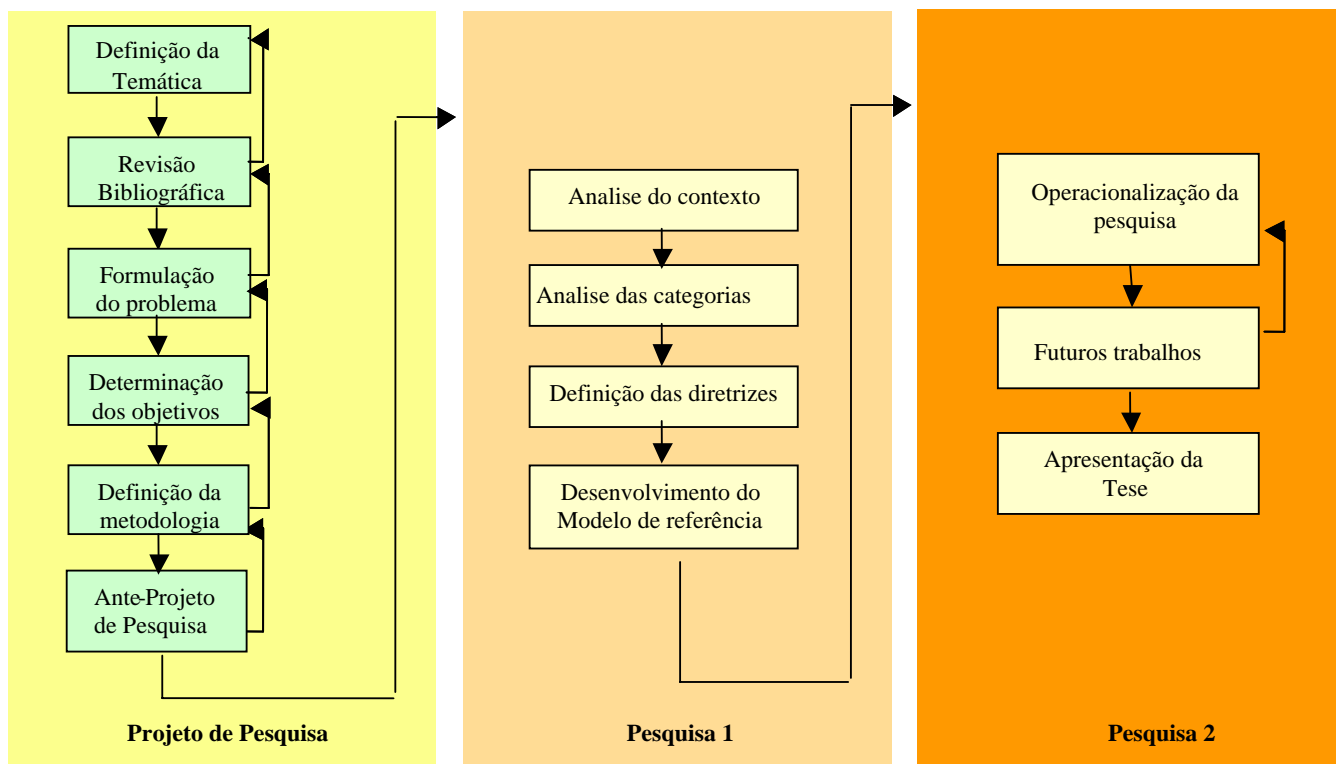 Definição da
Temática
Revisão
Bibliográfica
Formulação
do problema
Determinação
dos objetivos
Definição da
metodologia
Ante-Projeto
de Pesquisa
Projeto de Pesquisa
Analise do contexto
Analise das categorias
Definição das diretrizes
Desenvolvimento do
Modelo de referência
Pesquisa 1
Operacionalização da
pesquisa
Futuros trabalhos
Apresentação da
Tese
Pesquisa 2